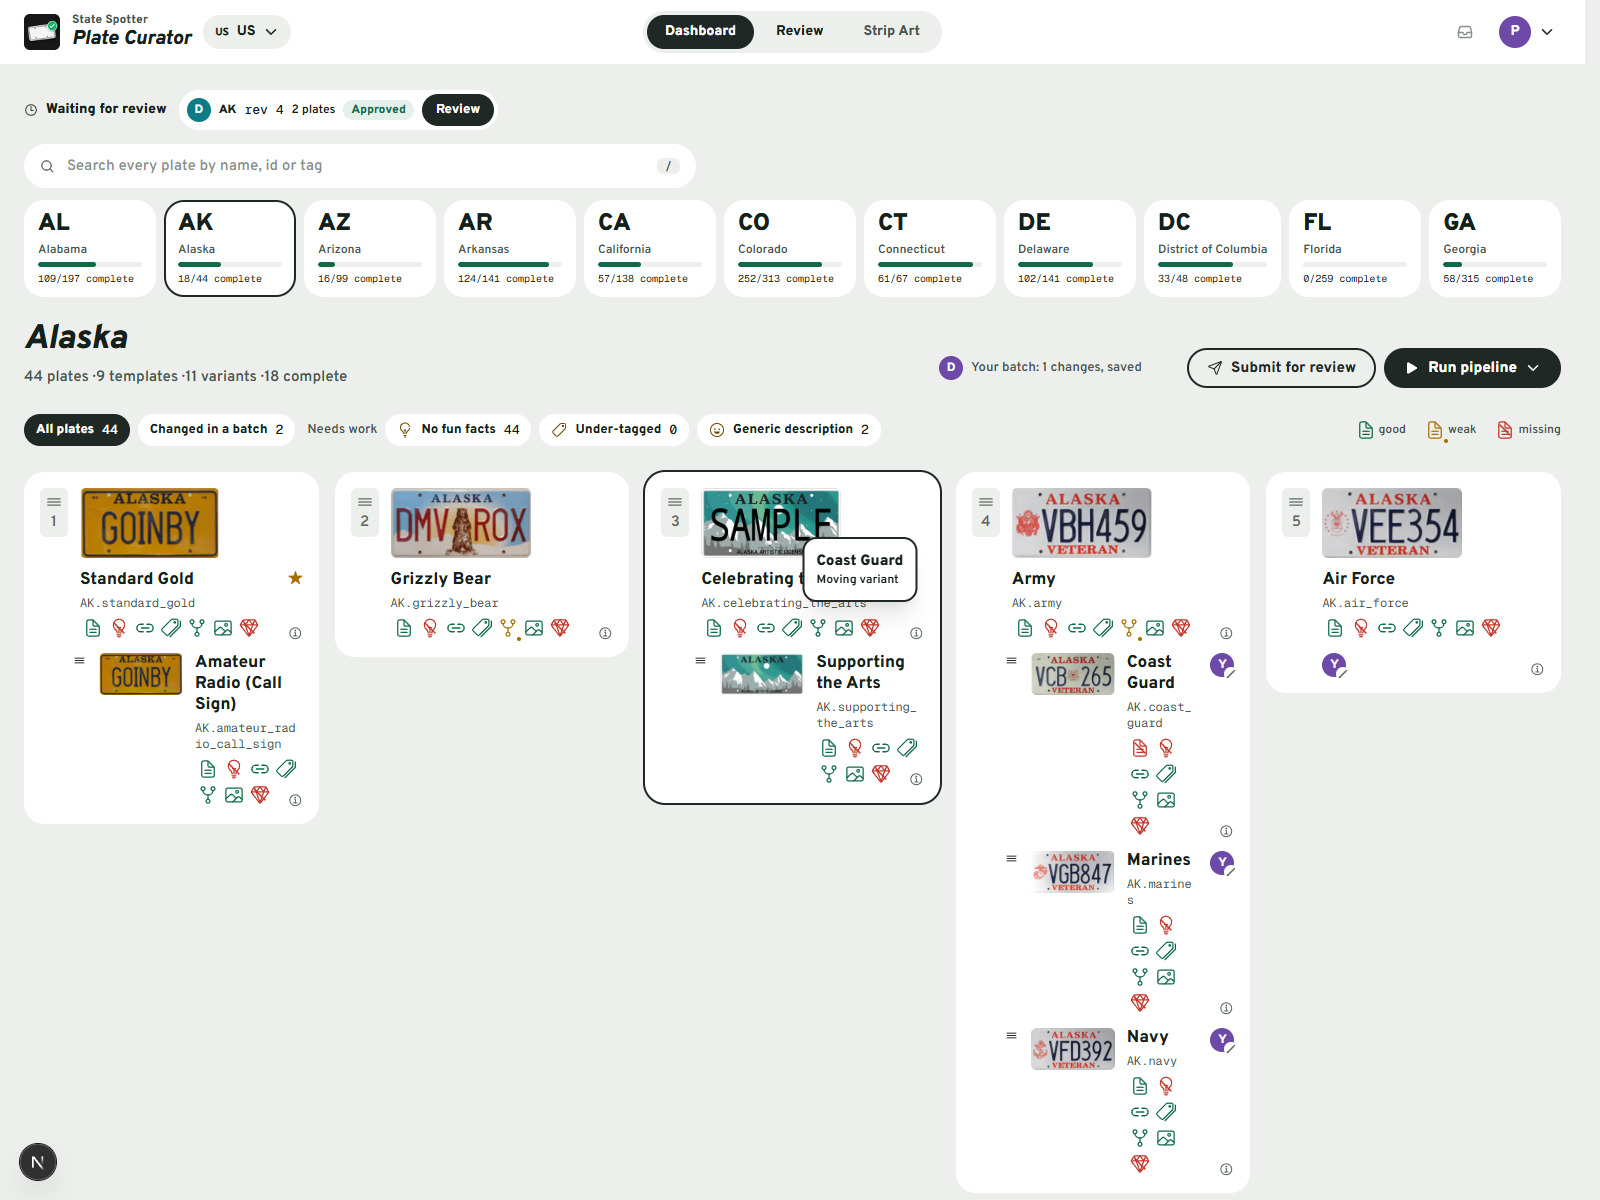 State Spotter
Plate Curator
US US
Dashboard
Review
Strip Art
P
Waiting for review
D AK rev 4 2 plates Approved Review
Search every plate by name, id or tag
/
AL
Alabama
109/197 complete
AK
Alaska
18/44 complete
AZ
Arizona
16/99 complete
AR
Arkansas
124/141 complete
CA
California
57/138 complete
CO
Colorado
252/313 complete
CT
Connecticut
61/67 complete
DE
Delaware
102/141 complete
DC
District of Columbia
33/48 complete
FL
Florida
0/259 complete
GA
Georgia
58/315 complete
Alaska
44 plates ·9 templates ·11 variants ·18 complete
D Your batch: 1 changes, saved
Submit for review
Run pipeline
All plates 44
Changed in a batch 2
Needs work
No fun facts 44
Under-tagged 0
Generic description 2
good
weak
missing
1
ALASKA
GOINBY
Standard Gold
AK.standard_gold
ALASKA
GOINBY
Amateur
Radio (Call
Sign)
AK.amateur_rad
io_call_sign
2
ALASKA
DMV ROX
Grizzly Bear
AK.grizzly_bear
3
ALASKA
SAMPLE
Celebrating t
AK.celebrating_the_arts
Coast Guard
Moving variant
ALASKA
Supporting
the Arts
AK.supporting_
the_arts
4
ALASKA
VBH459
VETERAN
Army
AK.army
ALASKA
VCB 265
VETERAN
Coast
Guard
AK.coast_
guard
Y
ALASKA
VGB847
VETERAN
Marines
AK.marine
s
Y
ALASKA
VFD392
VETERAN
Navy
AK.navy
Y
5
ALASKA
VEE354
VETERAN
Air Force
AK.air_force
Y
N